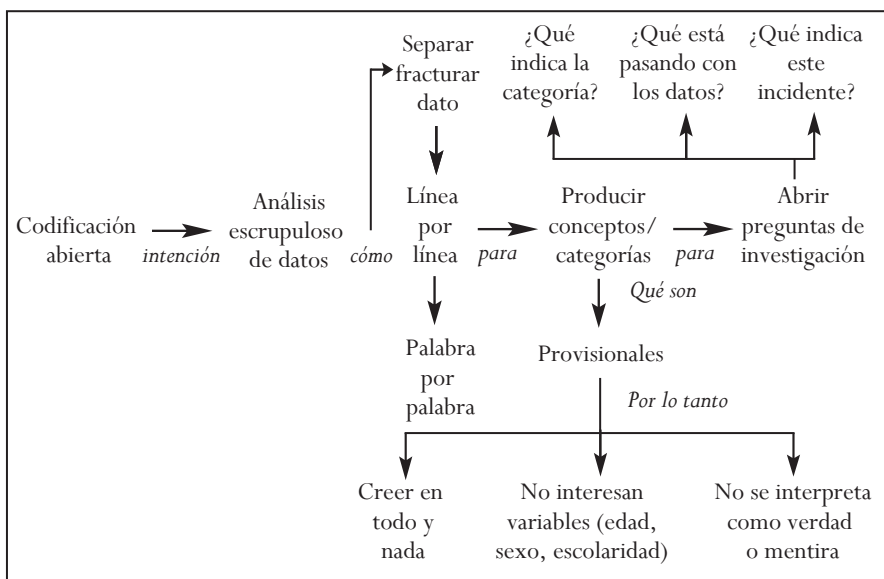 Separar
fracturar
dato
¿Qué
indica la
categoría?
¿Qué está
pasando con
los datos?
¿Qué indica
este
incidente?
Codificación
abierta
intención
Análisis
escrupuloso
de datos
cómo
Línea
por
línea
para
Producir
conceptos/
categorías
para
Abrir
preguntas de
investigación
Qué son
Palabra
por
palabra
Provisionales
Por lo tanto
Creer en
todo y
nada
No interesan
variables (edad,
sexo, escolaridad)
No se interpreta
como verdad
o mentira